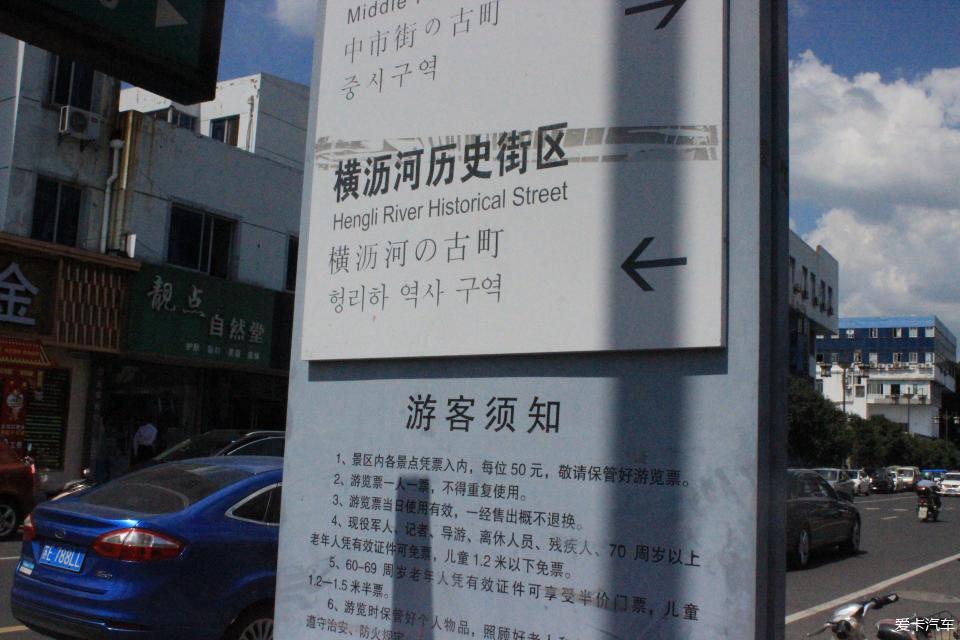 Middle
中市街の古町
중시구역
横沥河历史街区
Hengli River Historical Street
横沥河の古町
헝리하 역사 구역
游客须知
1、景区内各景点凭票入内，每位50元，敬请保管好游览票。
2、游览票一人一票，不得重复使用。
3、游览票当日使用有效，一经售出概不退换。
4、现役军人、记者、导游、离休人员、残疾人、70周岁以上
老年人凭有效证件可免票，儿童1.2米以下免票。
5、60-69周岁老年人凭有效证件可享受半价门票，儿童
1.2—1.5米半票。
6、游览时保管好个人物品，照顾好老人
遵守治安、防火规定
金
靓点
自然堂
788LL
爱卡汽车